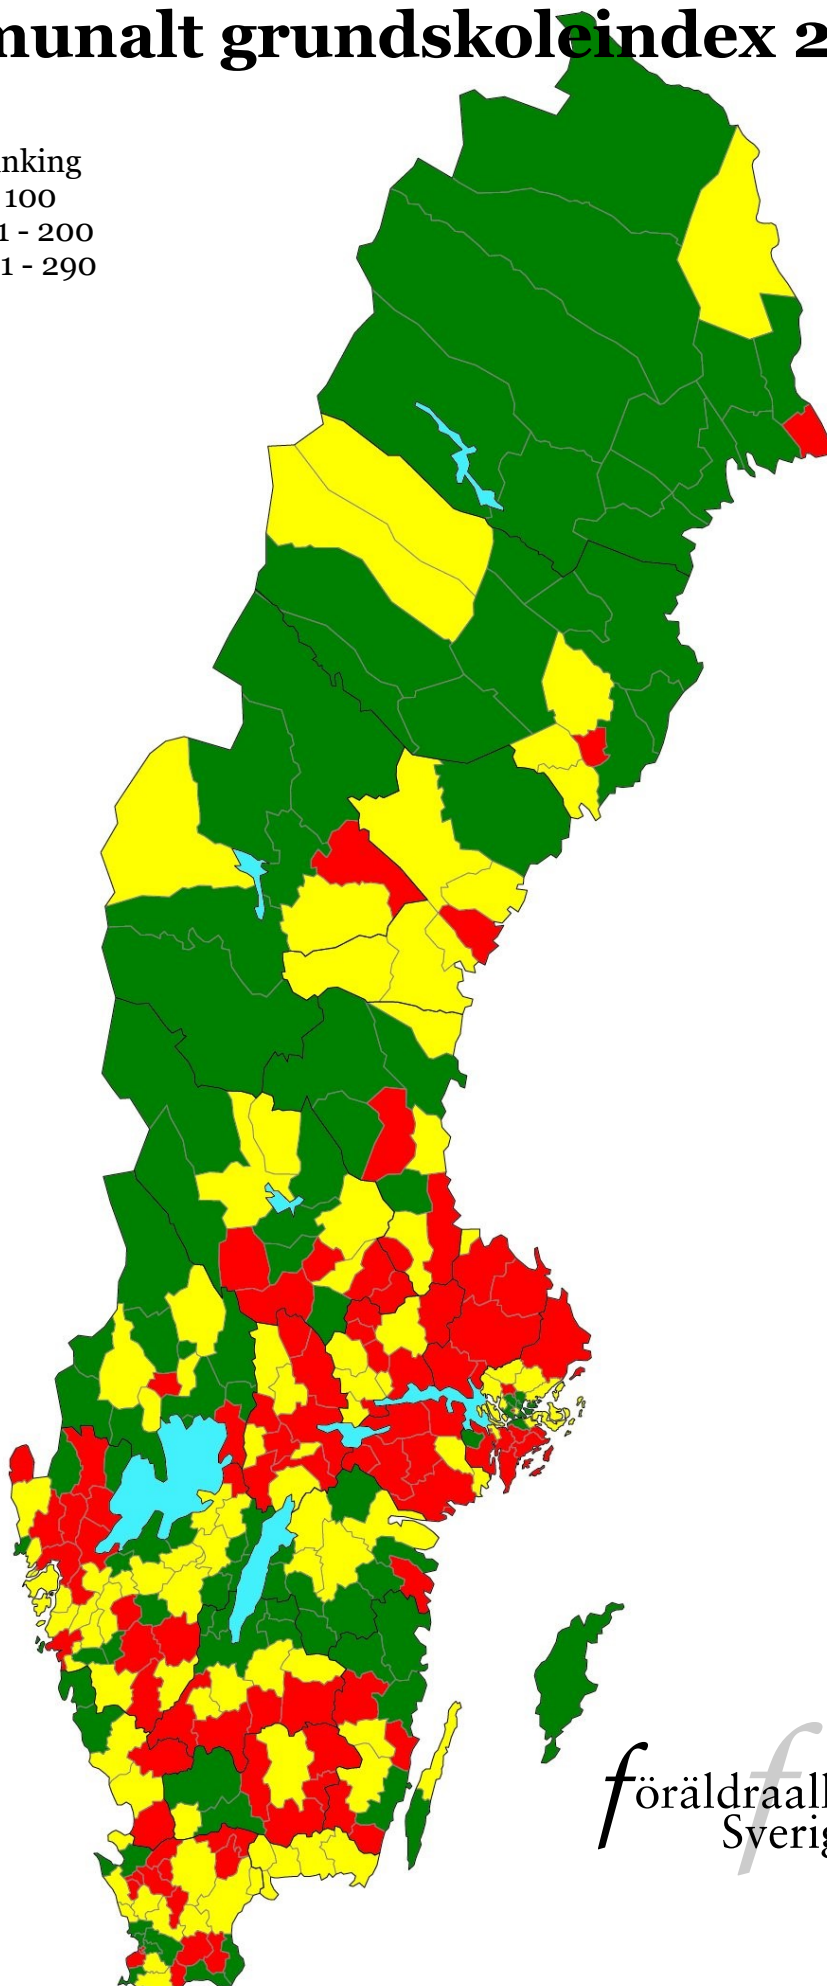 munalt grundskoleindex 2
nking
100
1 - 200
1 - 290
föräldraall
Sverig